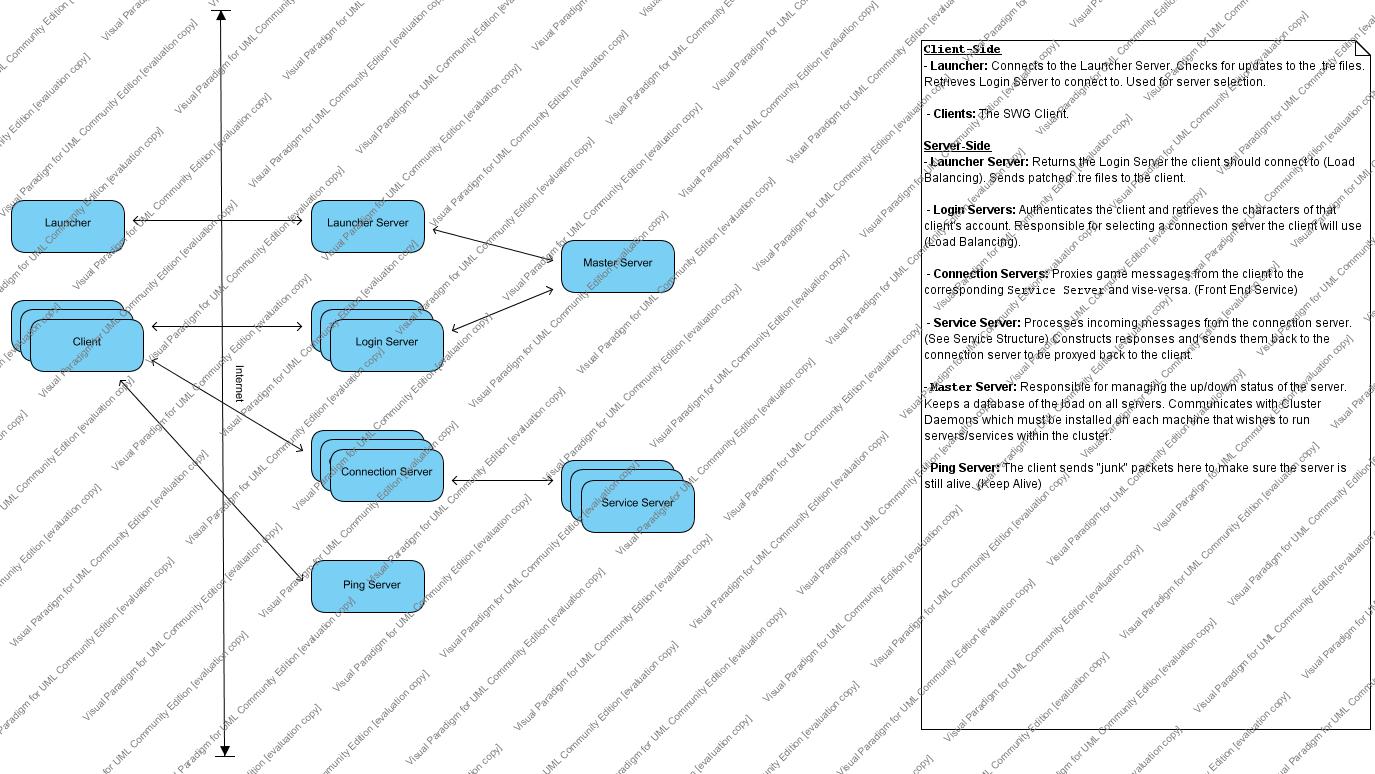 Launcher
Launcher Server
Master Server
Client
Login Server
Internet
Connection Server
Service Server
Ping Server
Client-Side
- Launcher: Connects to the Launcher Server. Checks for updates to the .tre files.
Retrieves Login Server to connect to. Used for server selection.
- Clients: The SWG Client.
Server-Side
- Launcher Server: Returns the Login Server the client should connect to (Load
Balancing). Sends patched .tre files to the client.
- Login Servers: Authenticates the client and retrieves the characters of that
client's account. Responsible for selecting a connection server the client will use
(Load Balancing).
- Connection Servers: Proxies game messages from the client to the
corresponding Service Server and vise-versa. (Front End Service)
- Service Server: Processes incoming messages from the connection server.
(See Service Structure) Constructs responses and sends them back to the
connection server to be proxyed back to the client.
- Master Server: Responsible for managing the up/down status of the server.
Keeps a database of the load on all servers. Communicates with Cluster
Daemons which must be installed on each machine that wishes to run
servers/services within the cluster.
- Ping Server: The client sends "junk" packets here to make sure the server is
still alive. (Keep Alive)
Visual Paradigm for UML Community Edition [evaluation copy]